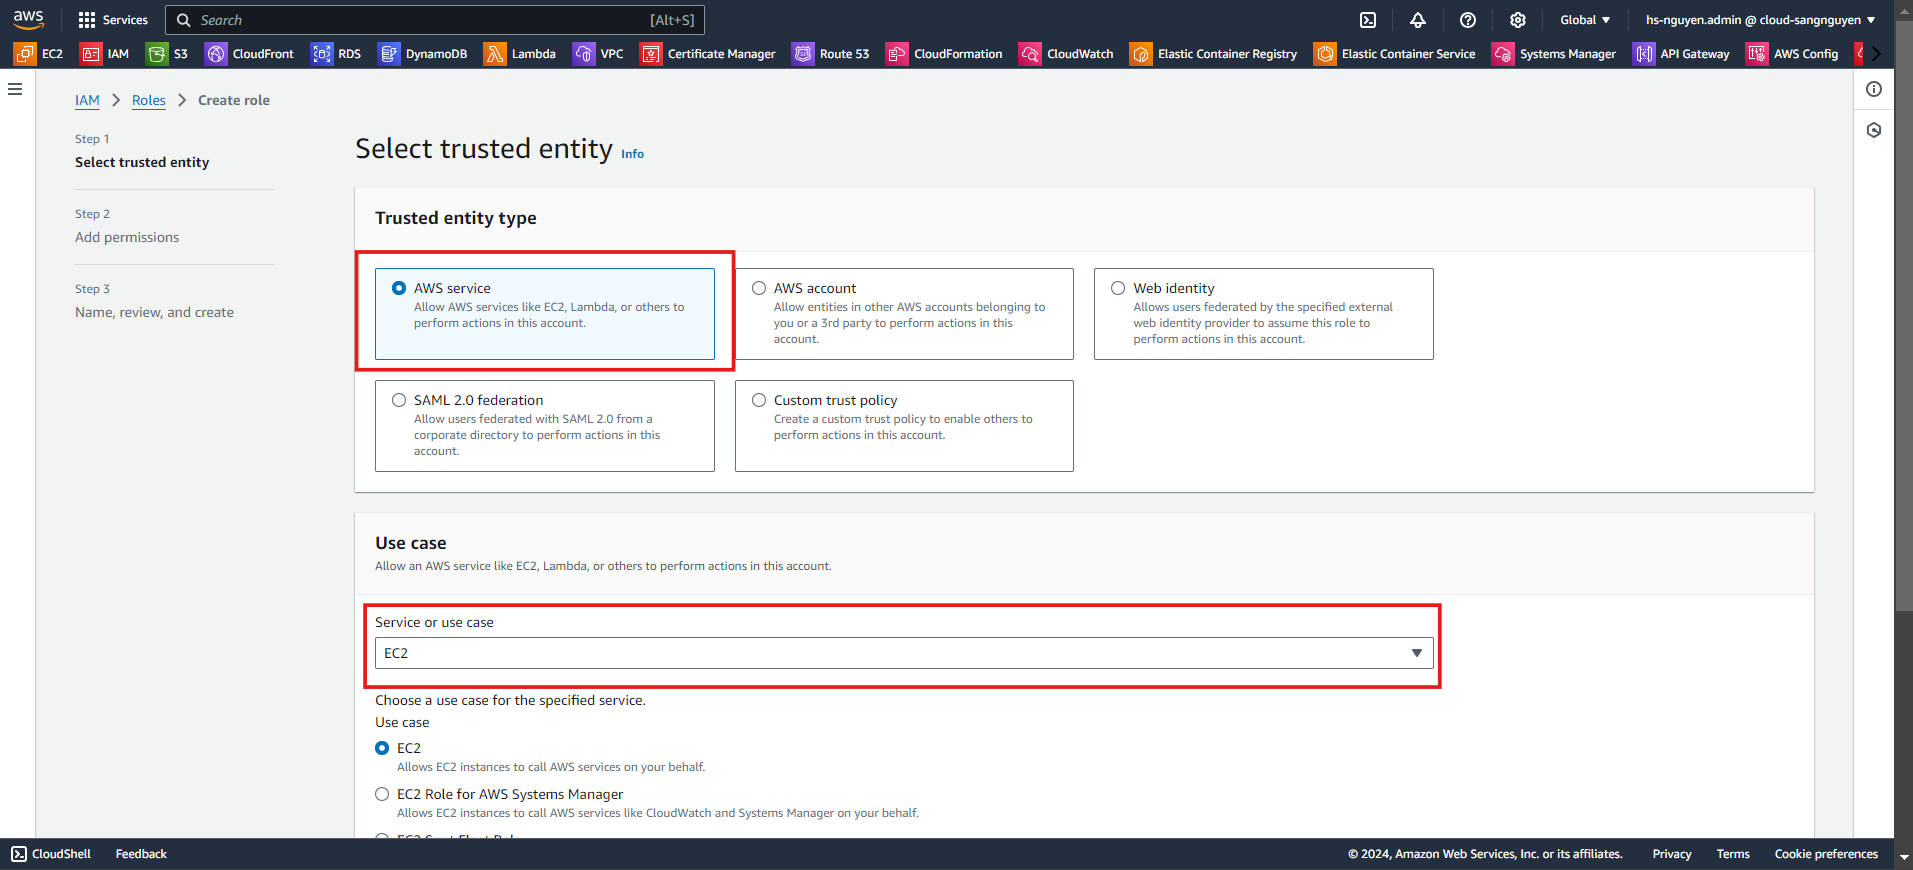 aws
Services
Search
[Alt+S]
Global
hs-nguyen.admin @ cloud-sangnguyen
EC2
IAM
S3
CloudFront
RDS
DynamoDB
Lambda
VPC
Certificate Manager
Route 53
CloudFormation
CloudWatch
Elastic Container Registry
Elastic Container Service
Systems Manager
API Gateway
AWS Config
IAM
Roles
Create role
Step 1
Select trusted entity
Step 2
Add permissions
Step 3
Name, review, and create
Select trusted entity Info
Trusted entity type
AWS service
Allow AWS services like EC2, Lambda, or others to
perform actions in this account.
AWS account
Allow entities in other AWS accounts belonging to
you or a 3rd party to perform actions in this
account.
Web identity
Allows users federated by the specified external
web identity provider to assume this role to
perform actions in this account.
SAML 2.0 federation
Allow users federated with SAML 2.0 from a
corporate directory to perform actions in this
account.
Custom trust policy
Create a custom trust policy to enable others to
perform actions in this account.
Use case
Allow an AWS service like EC2, Lambda, or others to perform actions in this account.
Service or use case
EC2
Choose a use case for the specified service.
Use case
EC2
Allows EC2 instances to call AWS services on your behalf.
EC2 Role for AWS Systems Manager
Allows EC2 instances to call AWS services like CloudWatch and Systems Manager on your behalf.
EC2 Spot Fleet Role
CloudShell
Feedback
© 2024, Amazon Web Services, Inc. or its affiliates.
Privacy
Terms
Cookie preferences